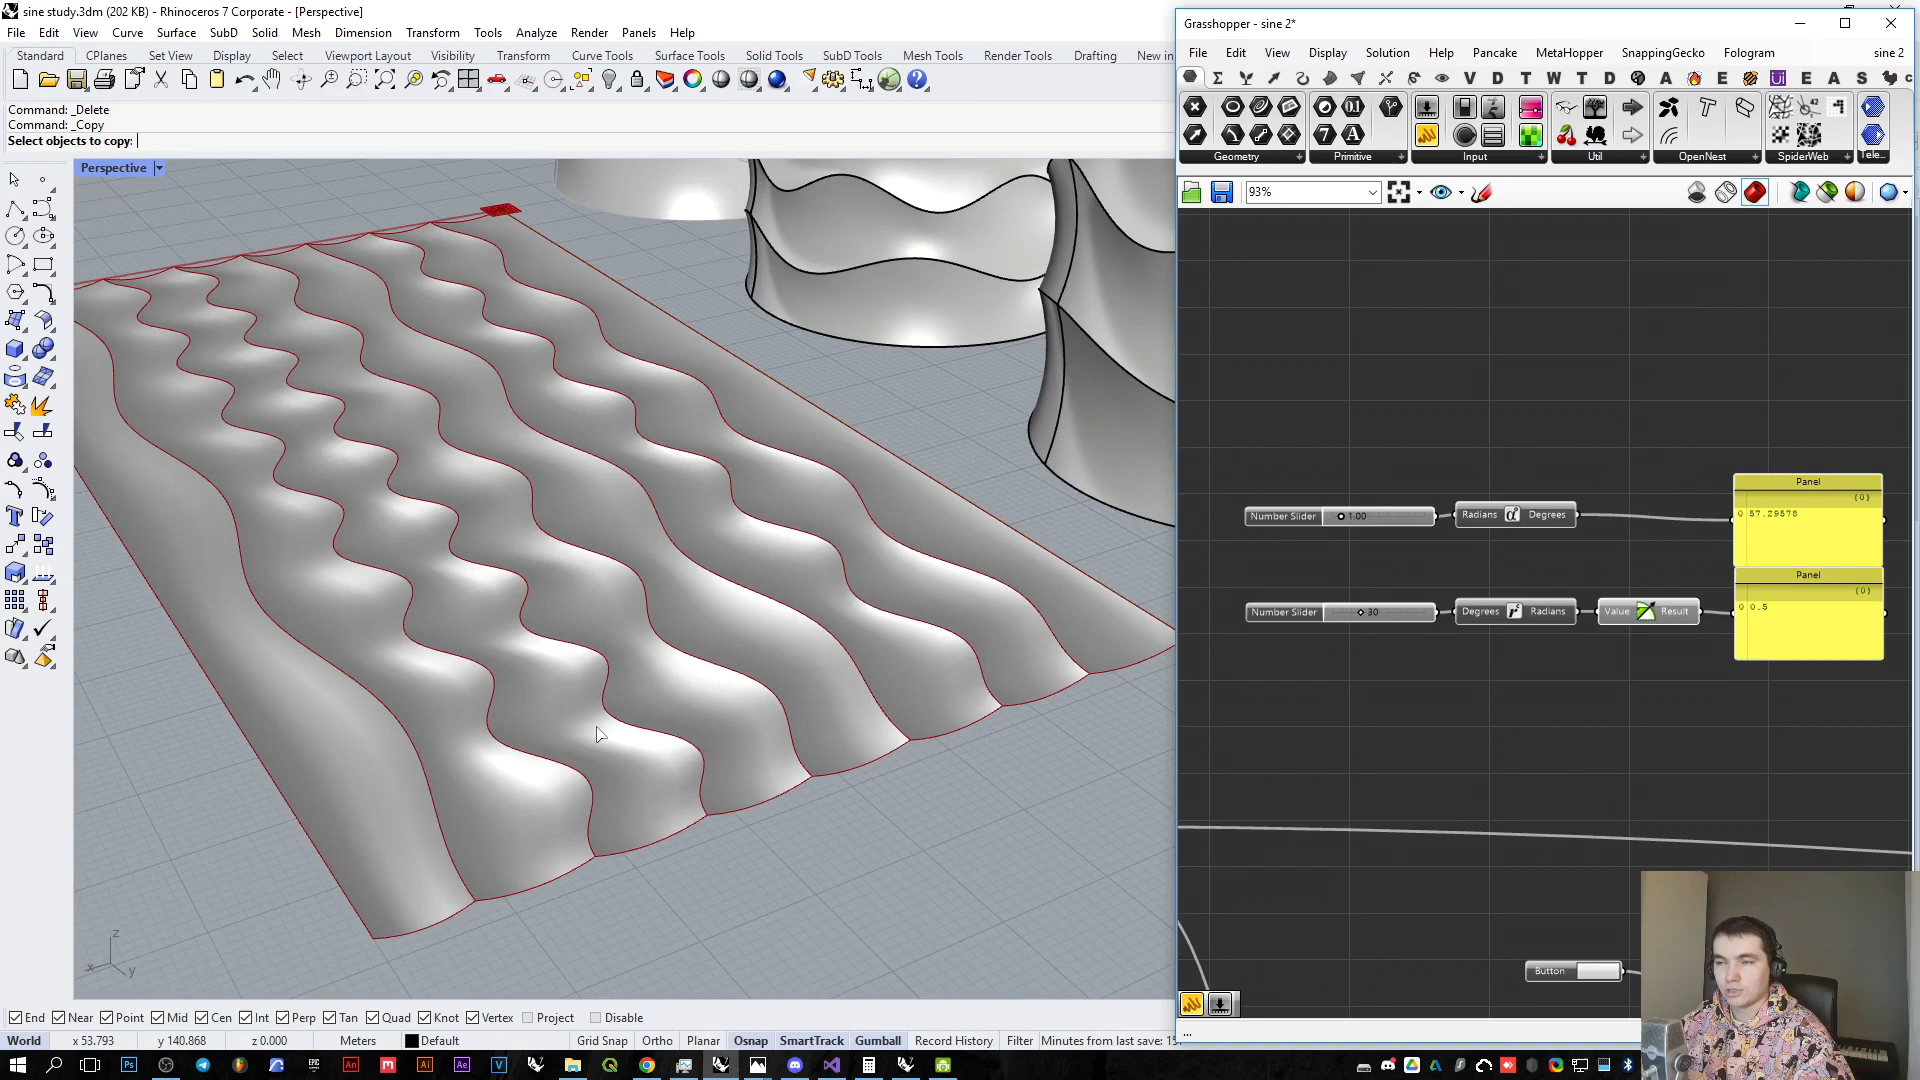 sine study.3dm (202 KB) - Rhinoceros 7 Corporate - [Perspective]
File Edit View Curve Surface SubD Solid Mesh Dimension Transform Tools Analyze Render Panels Help
Standard CPlanes Set View Display Select Viewport Layout Visibility Transform Curve Tools Surface Tools Solid Tools SubD Tools Mesh Tools Render Tools Drafting New in
Command: _Delete
Command: _Copy
Select objects to copy:
Perspective
z
x
y
End Near Point Mid Cen Int Perp Tan Quad Knot Vertex Project Disable
World x 53.793 y 140.868 z 0.000 Meters Default Grid Snap Ortho Planar Osnap SmartTrack Gumball Record History Filter Minutes from last save: 15
Grasshopper - sine 2*
File Edit View Display Solution Help Pancake MetaHopper SnappingGecko Fologram sine 2
Geometry Primitive Input Util OpenNest SpiderWeb Tele...
93%
Panel
{0}
0 57.29578
Number Slider 1.00 Radians Degrees
Panel
{0}
0 0.5
Number Slider 30 Degrees Radians Value Result
Button
...